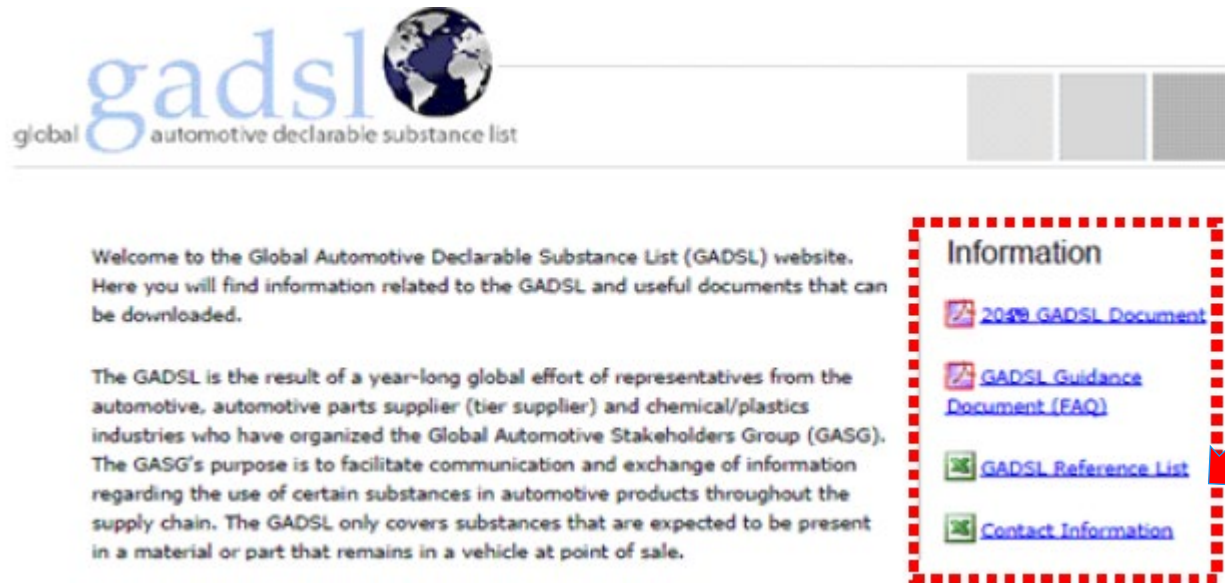 gadsl
global automotive declarable substance list
Welcome to the Global Automotive Declarable Substance List (GADSL) website.
Here you will find information related to the GADSL and useful documents that can
be downloaded.
The GADSL is the result of a year-long global effort of representatives from the
automotive, automotive parts supplier (tier supplier) and chemical/plastics
industries who have organized the Global Automotive Stakeholders Group (GASG).
The GASG's purpose is to facilitate communication and exchange of information
regarding the use of certain substances in automotive products throughout the
supply chain. The GADSL only covers substances that are expected to be present
in a material or part that remains in a vehicle at point of sale.
Information
GADSL Document
GADSL Guidance
Document (FAQ)
GADSL Reference List
Contact Information